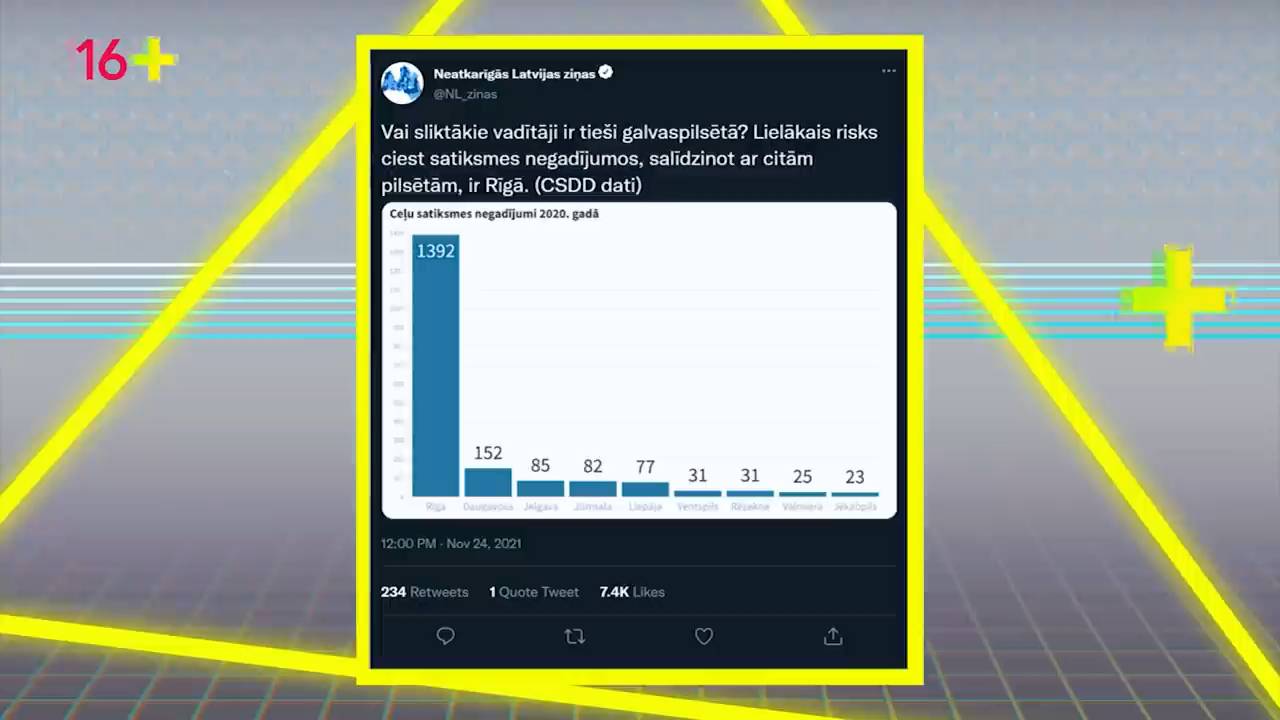 16+
Neatkarīgās Latvijas ziņas
@NL_zinas
Vai sliktākie vadītāji ir tieši galvaspilsētā? Lielākais risks
ciest satiksmes negadījumos, salīdzinot ar citām
pilsētām, ir Rīgā. (CSDD dati)
Ceļu satiksmes negadījumi 2020. gadā
1392
152
85
82
77
31
31
25
23
Rīga Daugavpils Jelgava Jūrmala Liepāja Ventspils Rēzekne Valmiera Jēkabpils
12:00 PM · Nov 24, 2021
234 Retweets 1 Quote Tweet 7.4K Likes